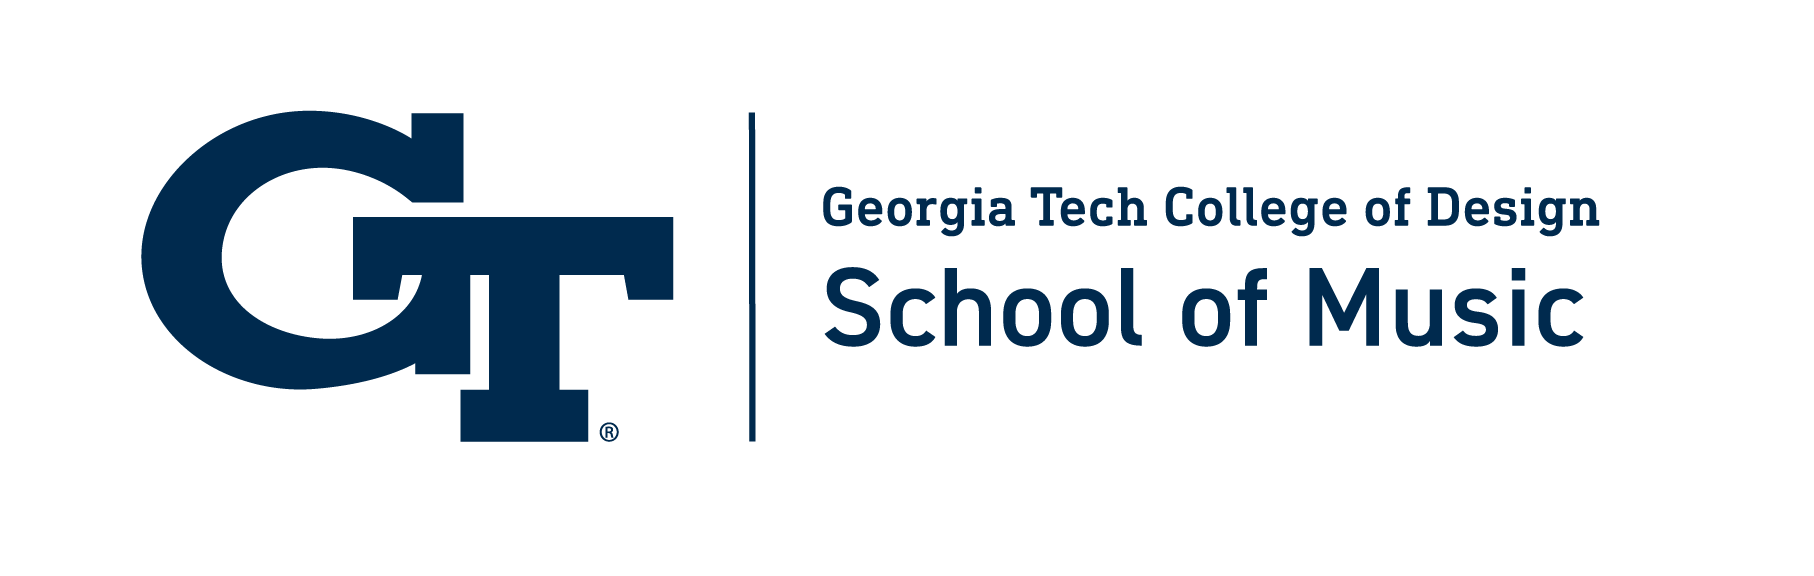 GT®
Georgia Tech College of Design
School of Music